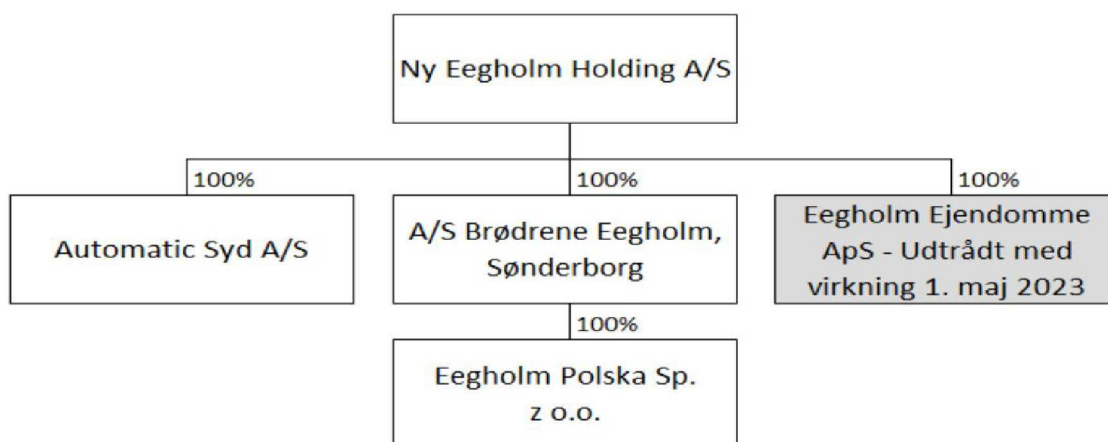 Ny Eegholm Holding A/S
100%
100%
100%
Automatic Syd A/S
A/S Brødrene Eegholm,
Sønderborg
Eegholm Ejendomme
ApS - Udtrådt med
virkning 1. maj 2023
100%
Eegholm Polska Sp.
z o.o.